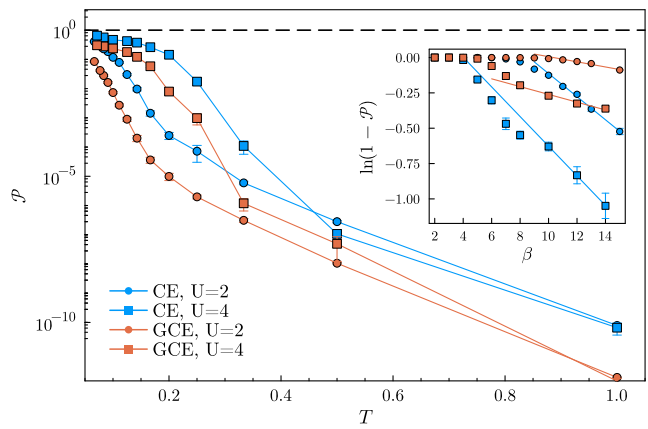 10⁰
10⁻⁵
10⁻¹⁰
𝒫
0.2 0.4 0.6 0.8 1.0
T
CE, U=2
CE, U=4
GCE, U=2
GCE, U=4
0.00
−0.25
−0.50
−0.75
−1.00
ln(1 − 𝒫)
2 4 6 8 10 12 14
β